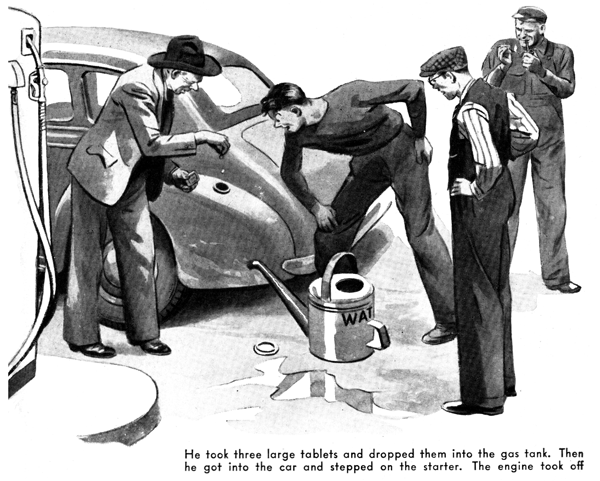 WAT
He took three large tablets and dropped them into the gas tank. Then
he got into the car and stepped on the starter. The engine took off